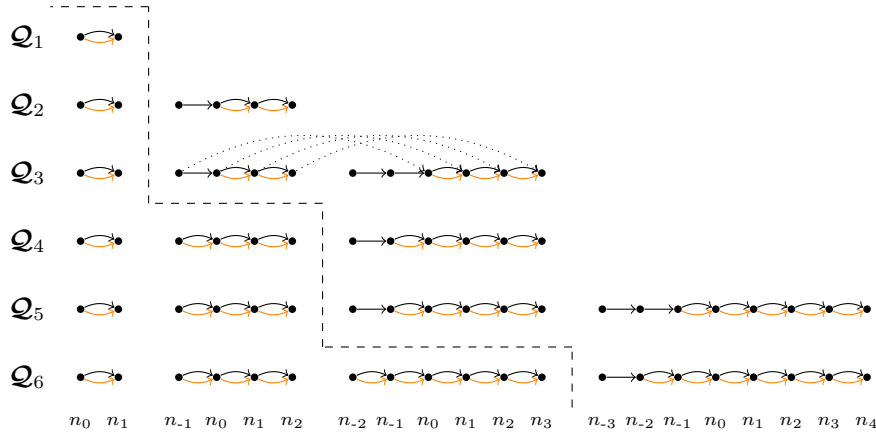 𝓠₁
𝓠₂
𝓠₃
𝓠₄
𝓠₅
𝓠₆
n₀ n₁ n₋₁ n₀ n₁ n₂ n₋₂ n₋₁ n₀ n₁ n₂ n₃ n₋₃ n₋₂ n₋₁ n₀ n₁ n₂ n₃ n₄